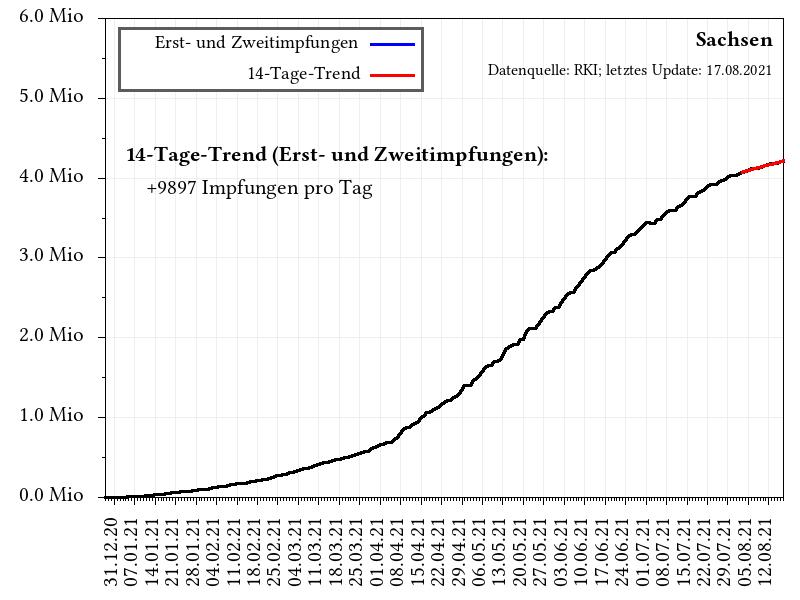 6.0 Mio
5.0 Mio
4.0 Mio
3.0 Mio
2.0 Mio
1.0 Mio
0.0 Mio
Erst- und Zweitimpfungen
14-Tage-Trend
Sachsen
Datenquelle: RKI; letztes Update: 17.08.2021
14-Tage-Trend (Erst- und Zweitimpfungen):
+9897 Impfungen pro Tag
31.12.20
07.01.21
14.01.21
21.01.21
28.01.21
04.02.21
11.02.21
18.02.21
25.02.21
04.03.21
11.03.21
18.03.21
25.03.21
01.04.21
08.04.21
15.04.21
22.04.21
29.04.21
06.05.21
13.05.21
20.05.21
27.05.21
03.06.21
10.06.21
17.06.21
24.06.21
01.07.21
08.07.21
15.07.21
22.07.21
29.07.21
05.08.21
12.08.21